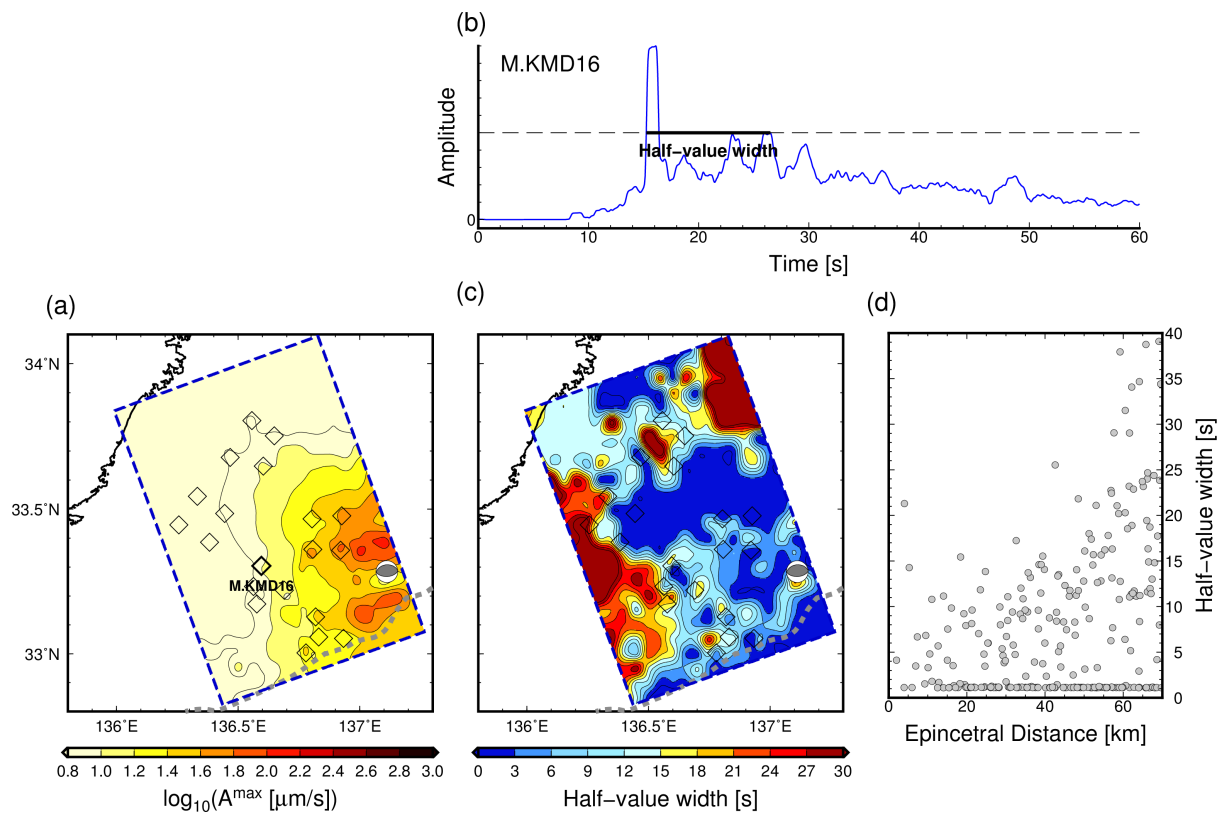 (b)
M.KMD16
Amplitude
Half−value width
0
0 10 20 30 40 50 60
Time [s]
(a)
34˚N
33.5˚N
33˚N
M.KMD16
136˚E 136.5˚E 137˚E
0.8 1.0 1.2 1.4 1.6 1.8 2.0 2.2 2.4 2.6 2.8 3.0
log10(Amax [μm/s])
(c)
136˚E 136.5˚E 137˚E
0 3 6 9 12 15 18 21 24 27 30
Half−value width [s]
(d)
40
35
30
25
20
15
10
5
0
Half−value width [s]
0 20 40 60
Epincetral Distance [km]